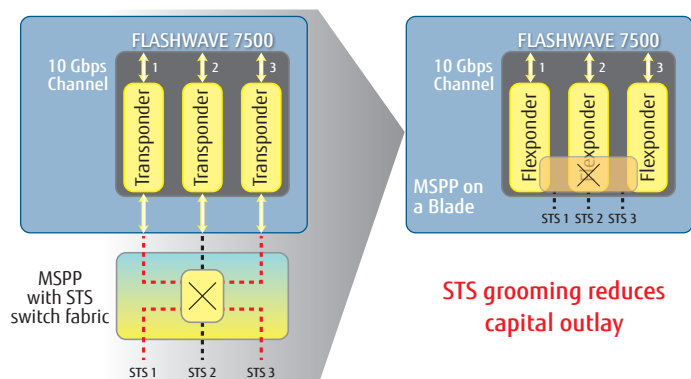 FLASHWAVE 7500
10 Gbps
Channel
1
2
3
Transponder
Transponder
Transponder
MSPP
with STS
switch fabric
STS 1
STS 2
STS 3
FLASHWAVE 7500
10 Gbps
Channel
1
2
3
Flexponder
Flexponder
Flexponder
MSPP on
a Blade
STS 1
STS 2
STS 3
STS grooming reduces
capital outlay